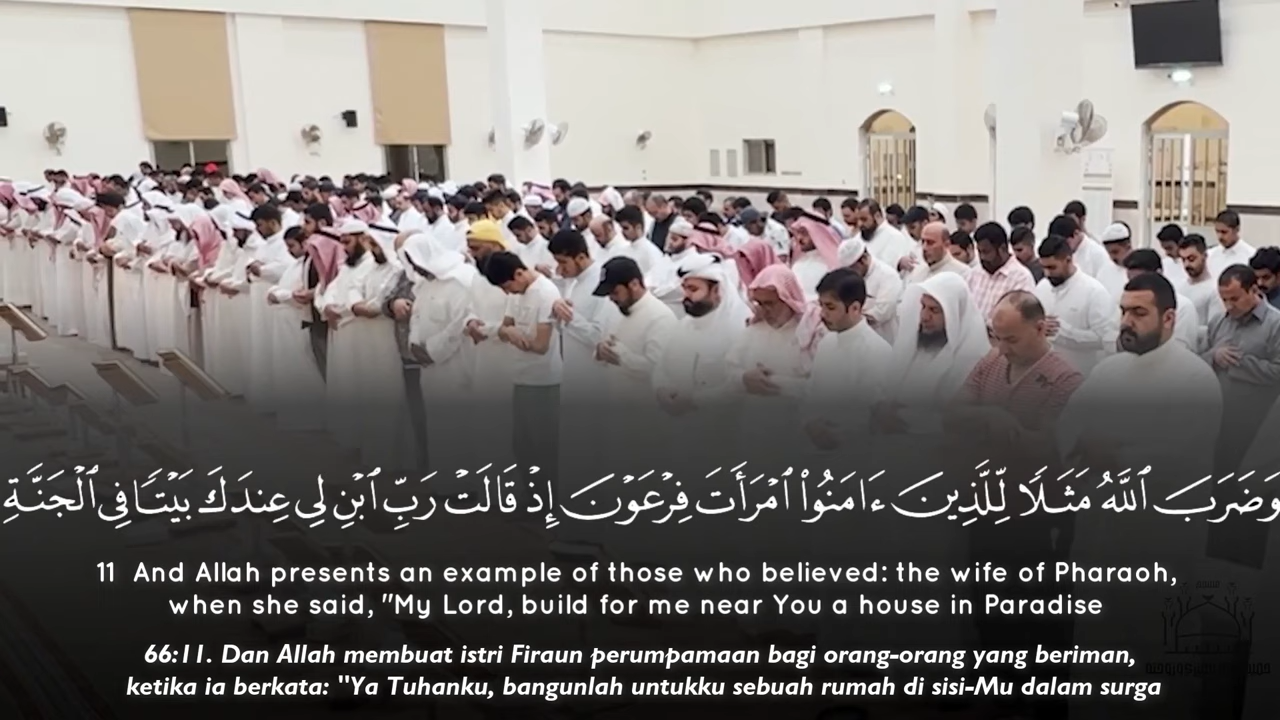 وَضَرَبَ ٱللَّهُ مَثَلًا لِّلَّذِينَ ءَامَنُوا۟ ٱمْرَأَتَ فِرْعَوْنَ إِذْ قَالَتْ رَبِّ ٱبْنِ لِى عِندَكَ بَيْتًا فِى ٱلْجَنَّةِ
11 And Allah presents an example of those who believed: the wife of Pharaoh,
when she said, "My Lord, build for me near You a house in Paradise
66:11. Dan Allah membuat istri Firaun perumpamaan bagi orang-orang yang beriman,
ketika ia berkata: "Ya Tuhanku, bangunlah untukku sebuah rumah di sisi-Mu dalam surga